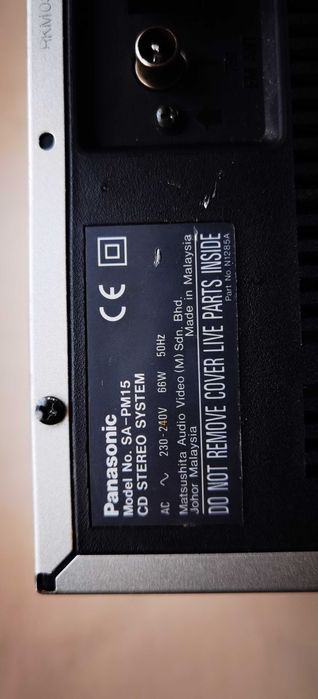 Panasonic
Model No. SA-PM15
CD STEREO SYSTEM
AC ∿ 230-240V 66W 50Hz
CE
Matsushita Audio Video (M) Sdn. Bhd.
Johor Malaysia Made in Malaysia
DO NOT REMOVE COVER LIVE PARTS INSIDE
Part No N1285A